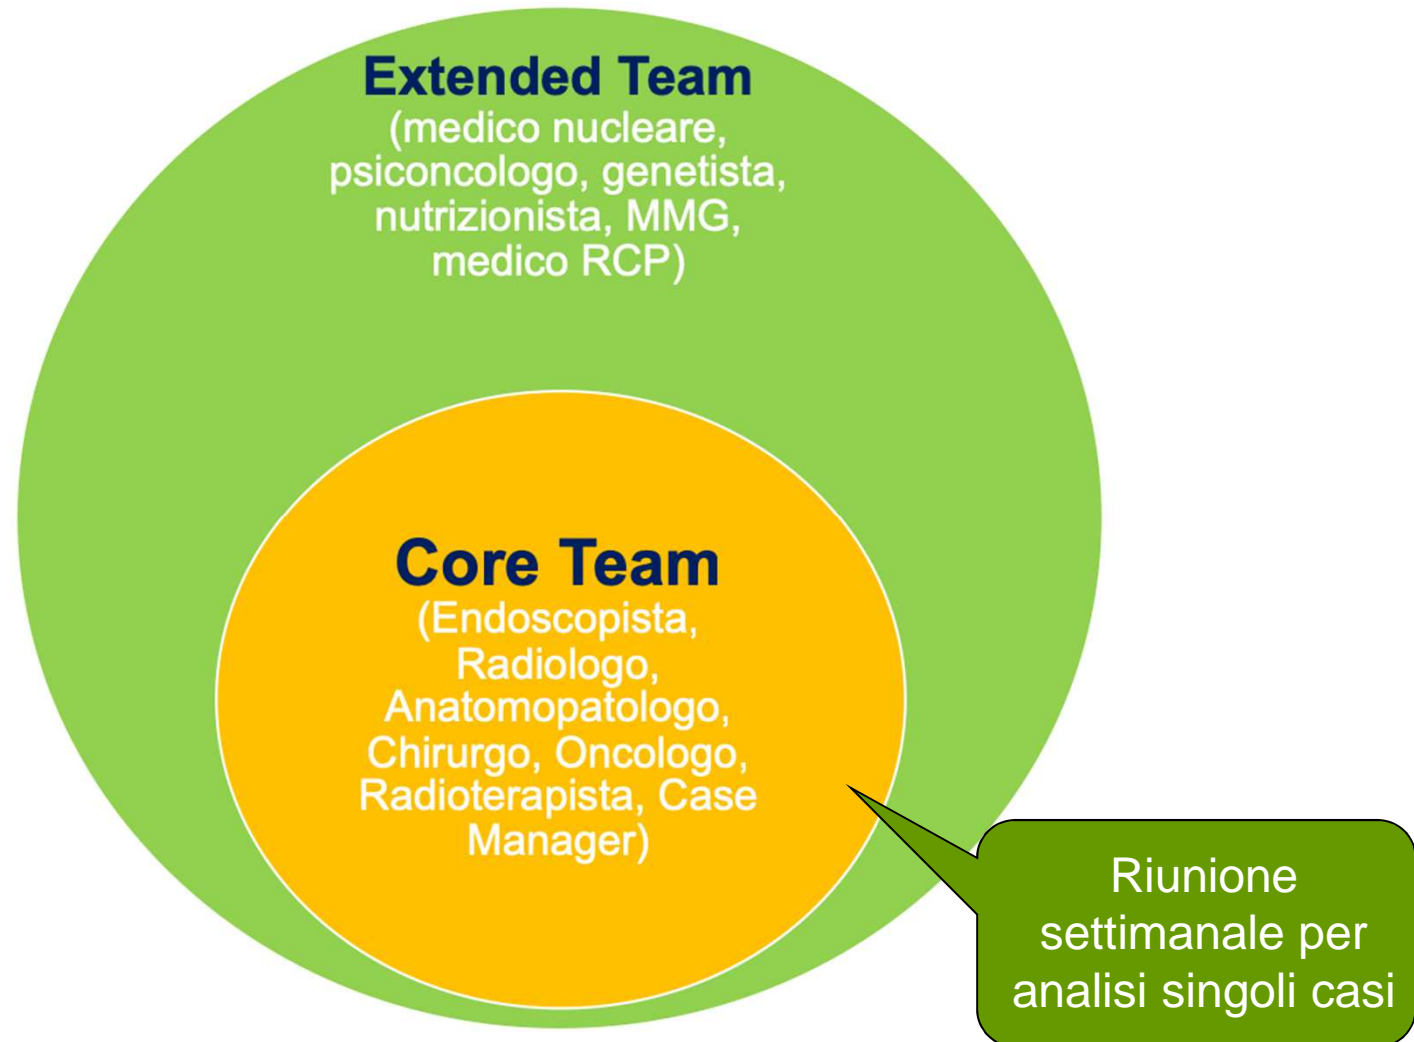 Extended Team
(medico nucleare,
psiconcologo, genetista,
nutrizionista, MMG,
medico RCP)
Core Team
(Endoscopista,
Radiologo,
Anatomopatologo,
Chirurgo, Oncologo,
Radioterapista, Case
Manager)
Riunione
settimanale per
analisi singoli casi